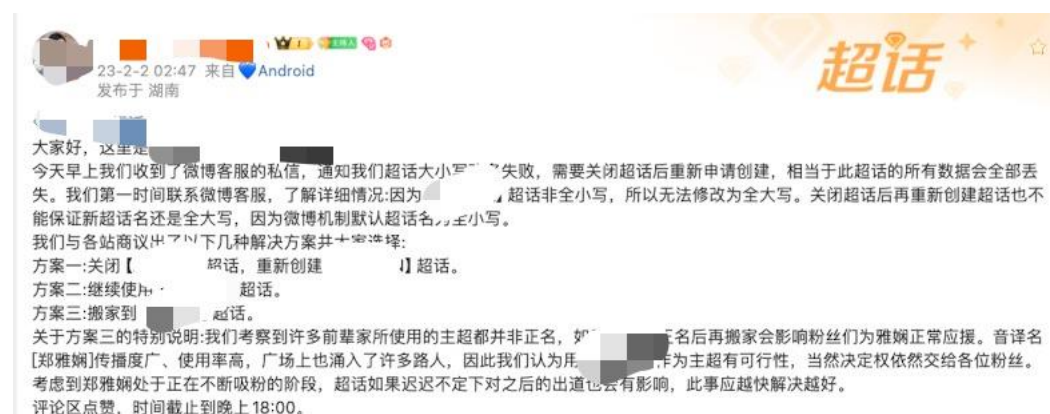 超话
23-2-2 02:47 来自 Android
发布于 湖南
大家好，这里是
今天早上我们收到了微博客服的私信，通知我们超话大小写 失败，需要关闭超话后重新申请创建，相当于此超话的所有数据会全部丢
失。我们第一时间联系微博客服，了解详细情况:因为 超话非全小写，所以无法修改为全大写。关闭超话后再重新创建超话也不
能保证新超话名还是全大写，因为微博机制默认超话名为全小写。
我们与各站商议出了以下几种解决方案共大家选择:
方案一:关闭【 超话，重新创建 】超话。
方案二:继续使用 超话。
方案三:搬家到 超话。
关于方案三的特别说明:我们考察到许多前辈家所使用的主超都并非正名，如 正名后再搬家会影响粉丝们为雅娴正常应援。音译名
[郑雅娴]传播度广、使用率高，广场上也涌入了许多路人，因此我们认为用 作为主超有可行性，当然决定权依然交给各位粉丝。
考虑到郑雅娴处于正在不断吸粉的阶段，超话如果迟迟不定下对之后的出道也会有影响，此事应越快解决越好。
评论区点赞，时间截止到晚上18:00。